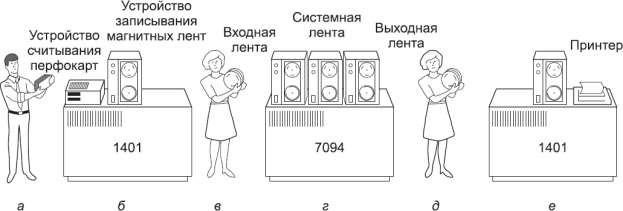 Устройство
считывания
перфокарт
Устройство
записывания
магнитных лент
Входная
лента
Системная
лента
Выходная
лента
Принтер
1401
7094
1401
а
б
в
г
д
е